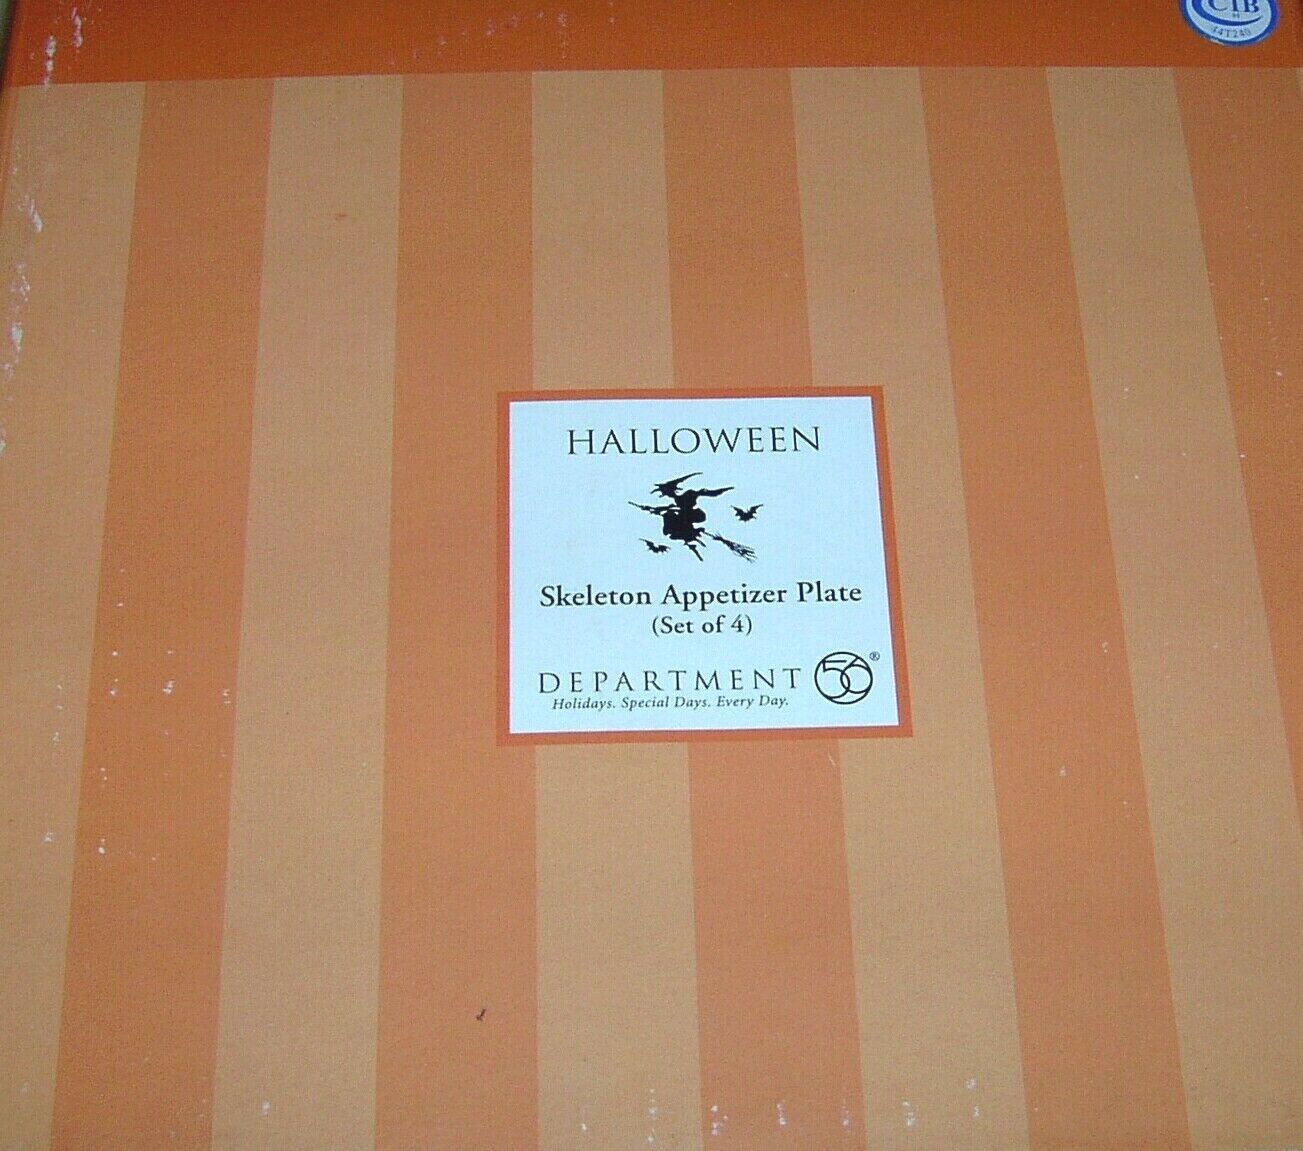 CIB
H
HALLOWEEN
Skeleton Appetizer Plate
(Set of 4)
DEPARTMENT 56®
Holidays. Special Days. Every Day.